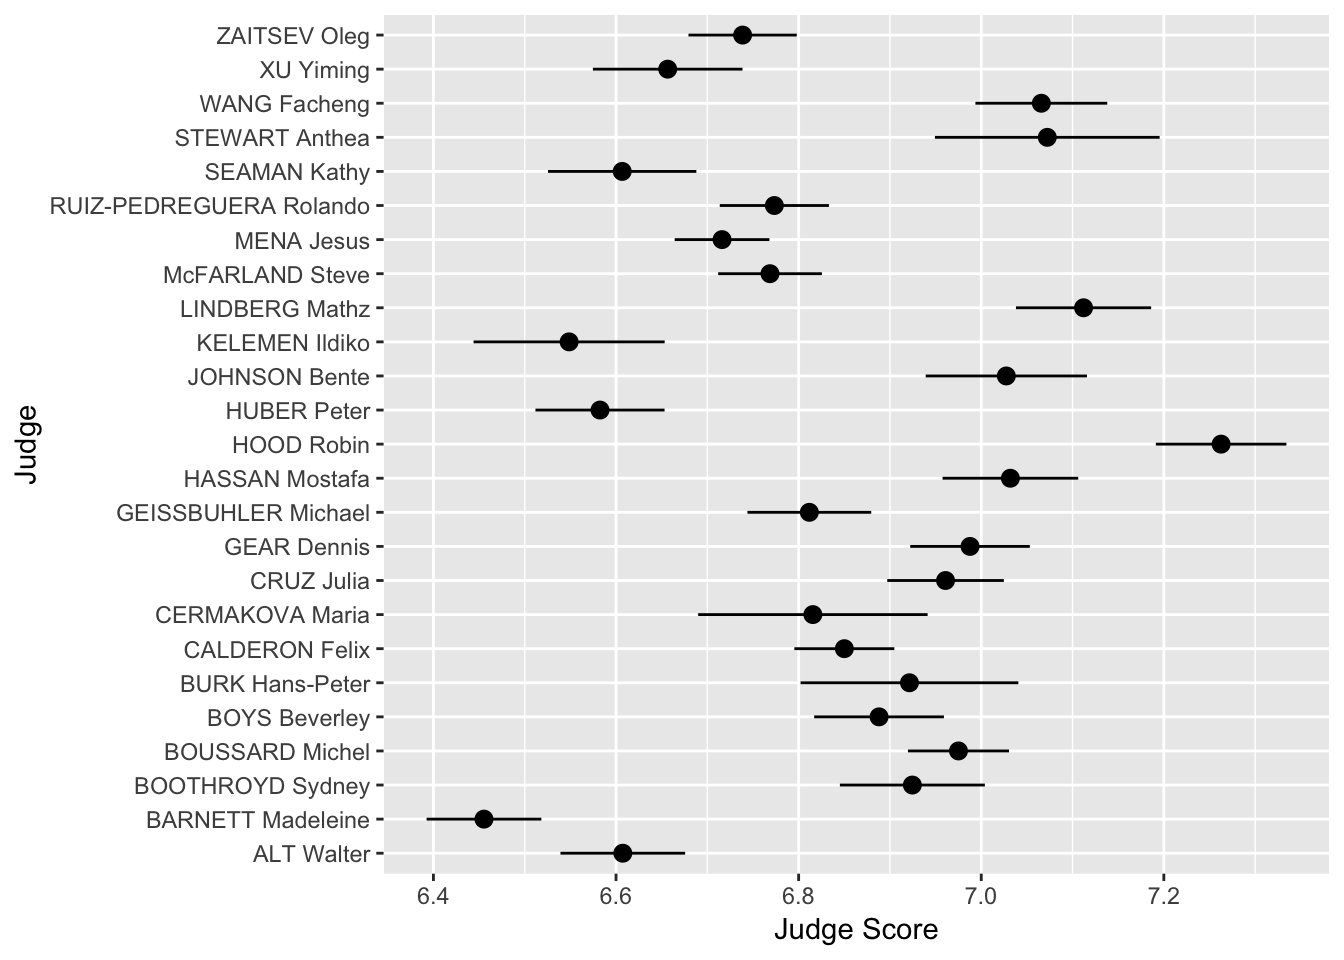 ZAITSEV Oleg
XU Yiming
WANG Facheng
STEWART Anthea
SEAMAN Kathy
RUIZ-PEDREGUERA Rolando
MENA Jesus
McFARLAND Steve
LINDBERG Mathz
KELEMEN Ildiko
JOHNSON Bente
HUBER Peter
HOOD Robin
HASSAN Mostafa
GEISSBUHLER Michael
GEAR Dennis
CRUZ Julia
CERMAKOVA Maria
CALDERON Felix
BURK Hans-Peter
BOYS Beverley
BOUSSARD Michel
BOOTHROYD Sydney
BARNETT Madeleine
ALT Walter
Judge
6.4 6.6 6.8 7.0 7.2
Judge Score